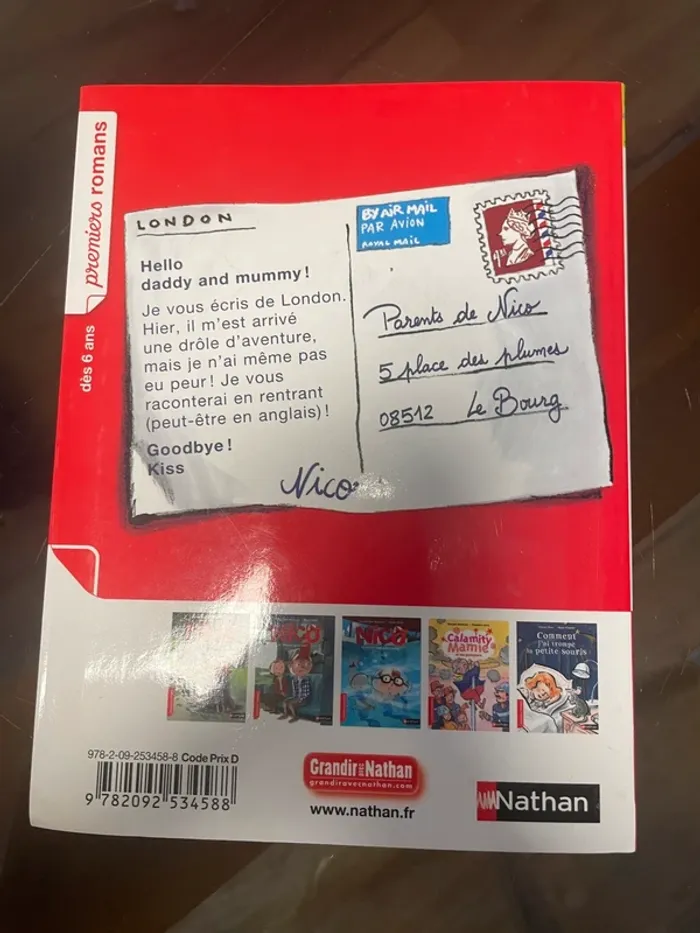 premiers romans
dès 6 ans
LONDON
Hello
daddy and mummy !
Je vous écris de London.
Hier, il m'est arrivé
une drôle d'aventure,
mais je n'ai même pas
eu peur ! Je vous
raconterai en rentrant
(peut-être en anglais) !
Goodbye !
Kiss
Nico
BY AIR MAIL
PAR AVION
ROYAL MAIL
1st
Parents de Nico
5 place des plumes
08512 Le Bourg
NICO
NICO
Calamity
Mamie
Comment
j'ai trompé
la petite souris
978-2-09-253458-8 Code Prix D
9 782092 534588
Grandir avec Nathan
grandiravecnathan.com
www.nathan.fr
Nathan